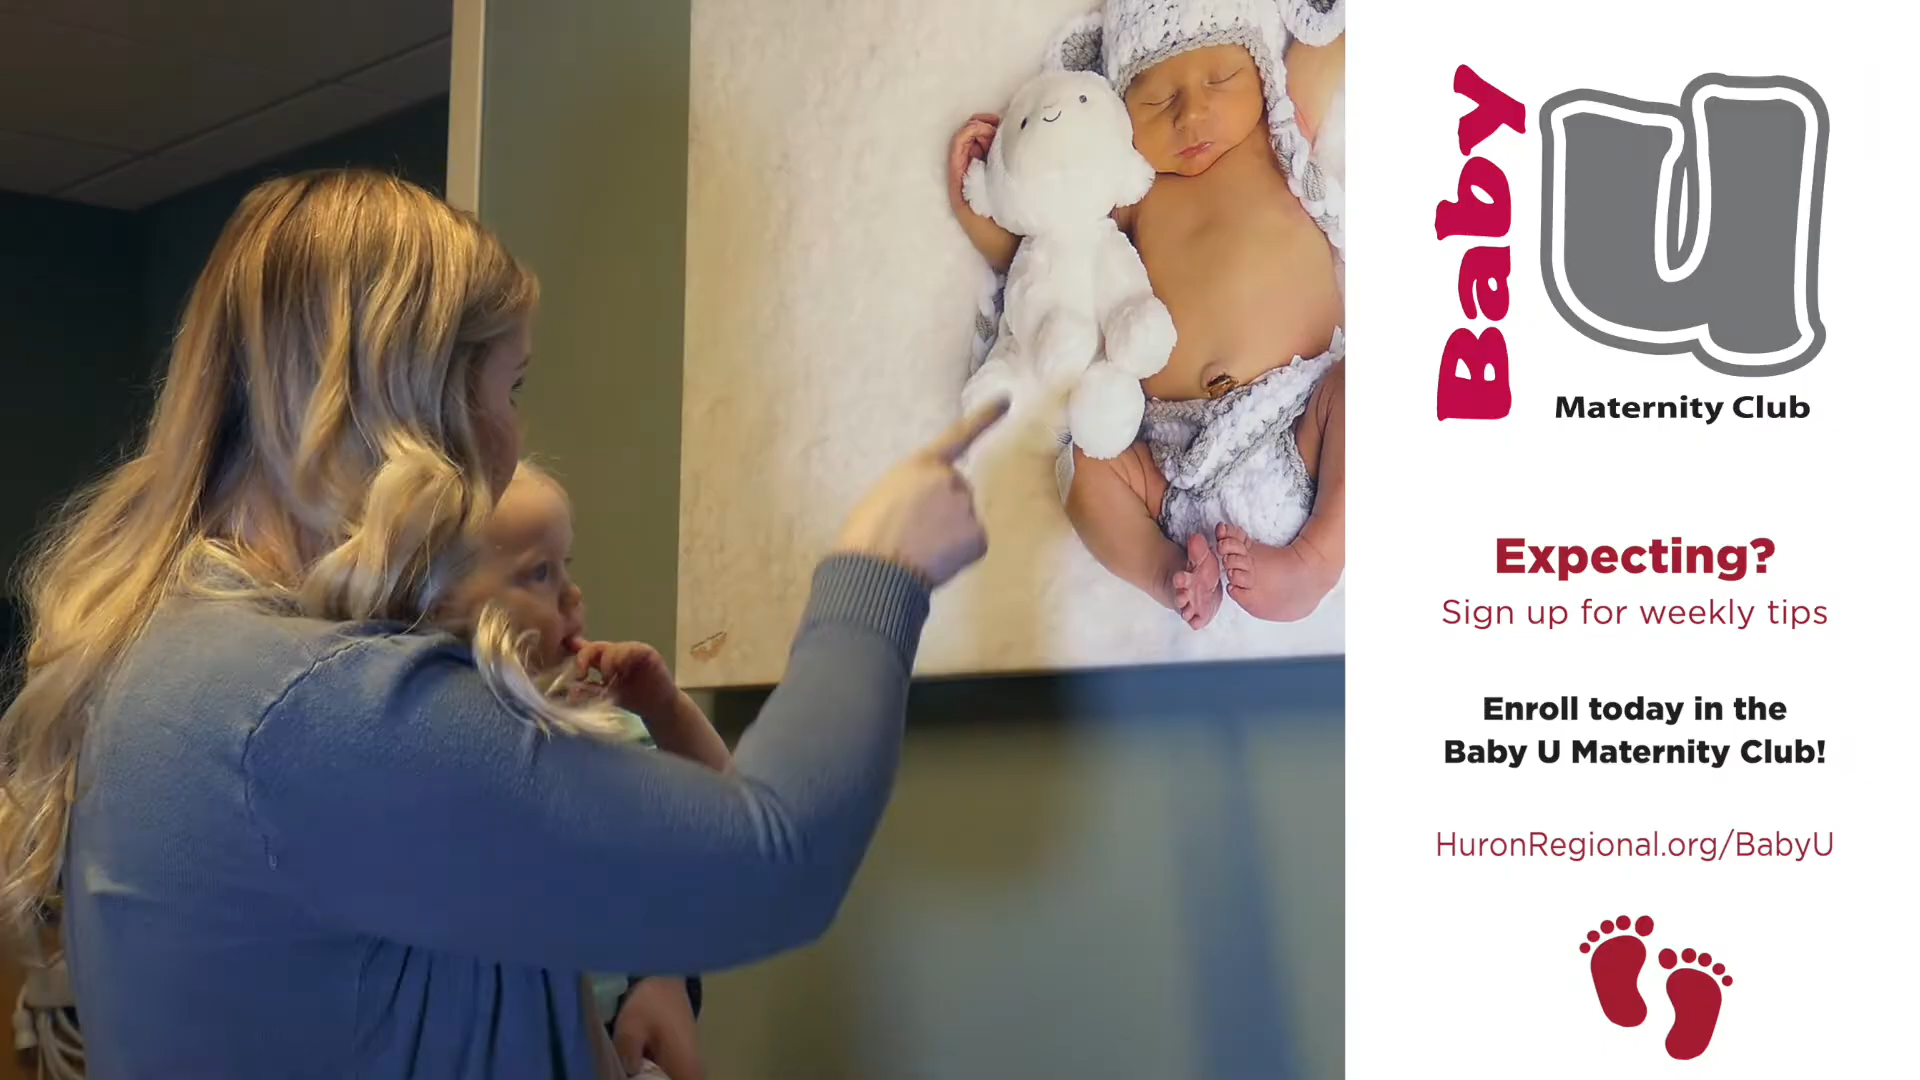 Baby U
Maternity Club
Expecting?
Sign up for weekly tips
Enroll today in the
Baby U Maternity Club!
HuronRegional.org/BabyU